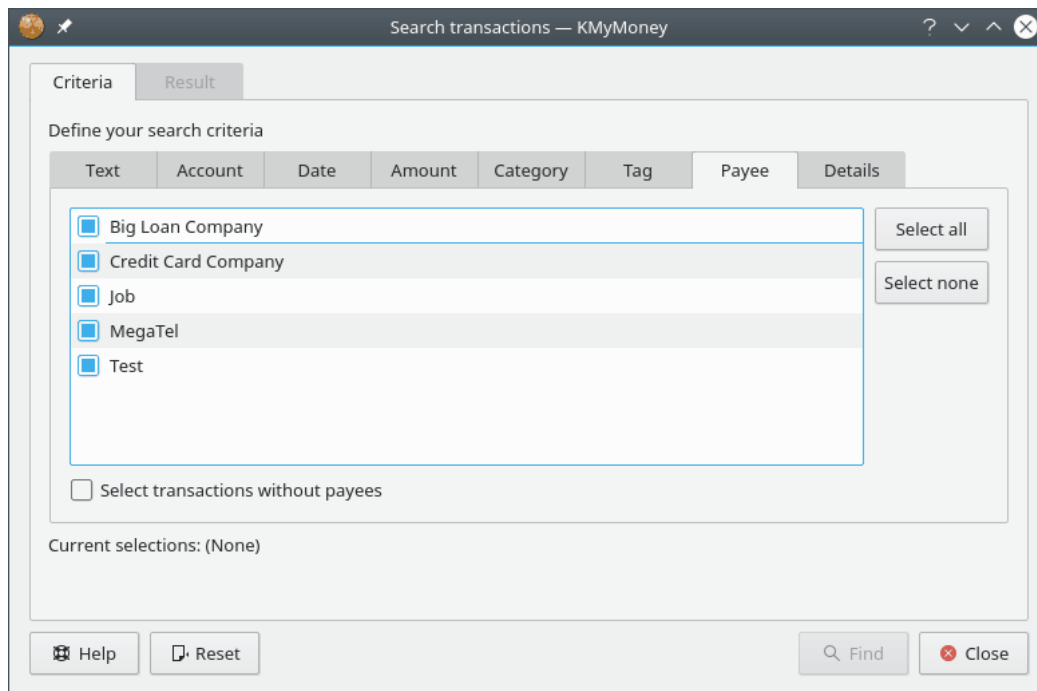 Search transactions — KMyMoney
Criteria Result
Define your search criteria
Text Account Date Amount Category Tag Payee Details
Big Loan Company
Select all
Credit Card Company
Select none
Job
MegaTel
Test
Select transactions without payees
Current selections: (None)
Help Reset Find Close